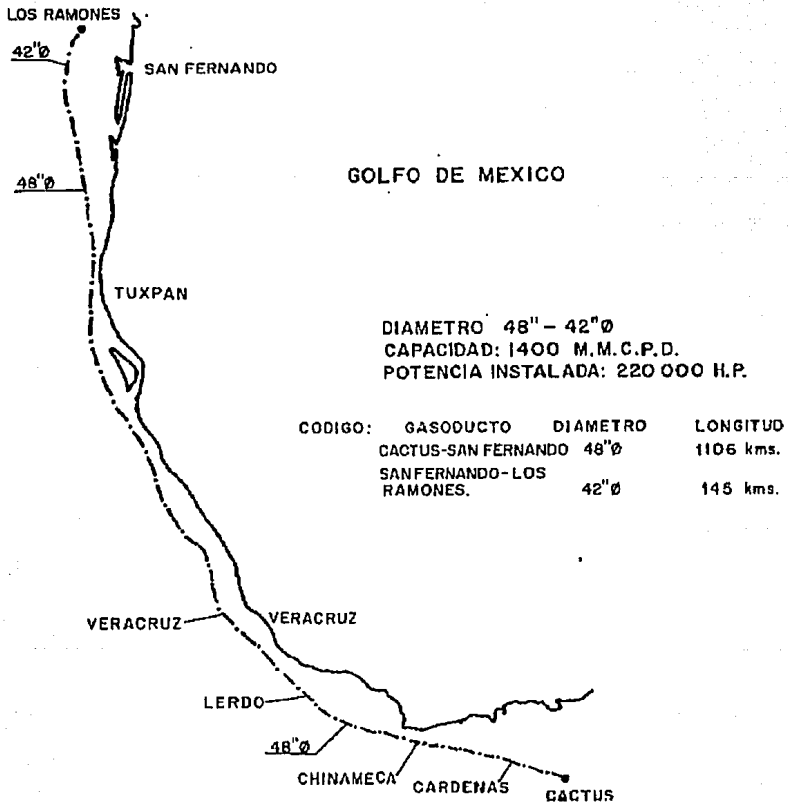 LOS RAMONES
42"Ø
SAN FERNANDO
48"Ø
GOLFO DE MEXICO
TUXPAN
DIAMETRO 48" - 42"Ø
CAPACIDAD: 1400 M.M.C.P.D.
POTENCIA INSTALADA: 220 000 H.P.
CODIGO: GASODUCTO DIAMETRO LONGITUD
CACTUS-SAN FERNANDO 48"Ø 1106 kms.
SAN FERNANDO-LOS
RAMONES. 42"Ø 145 kms.
VERACRUZ
VERACRUZ
LERDO
48"Ø
CHINAMECA
CARDENAS
CACTUS